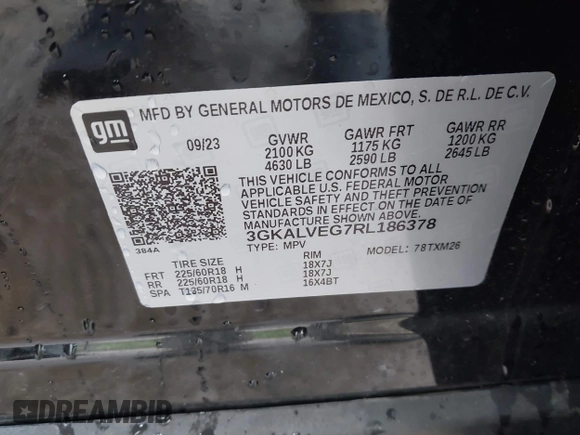 gm
MFD BY GENERAL MOTORS DE MEXICO, S. DE R.L. DE C.V.
09/23 GVWR GAWR FRT GAWR RR
2100 KG 1175 KG 1200 KG
4630 LB 2590 LB 2645 LB
THIS VEHICLE CONFORMS TO ALL
APPLICABLE U.S. FEDERAL MOTOR
VEHICLE SAFETY AND THEFT PREVENTION
STANDARDS IN EFFECT ON THE DATE OF
MANUFACTURE SHOWN ABOVE.
3GKALVEG7RL186378
384A TYPE: MPV MODEL: 78TXM26
TIRE SIZE RIM
FRT 225/60R18 H 18X7J
RR 225/60R18 H 18X7J
SPA T135/70R16 M 16X4BT
DREAMBID